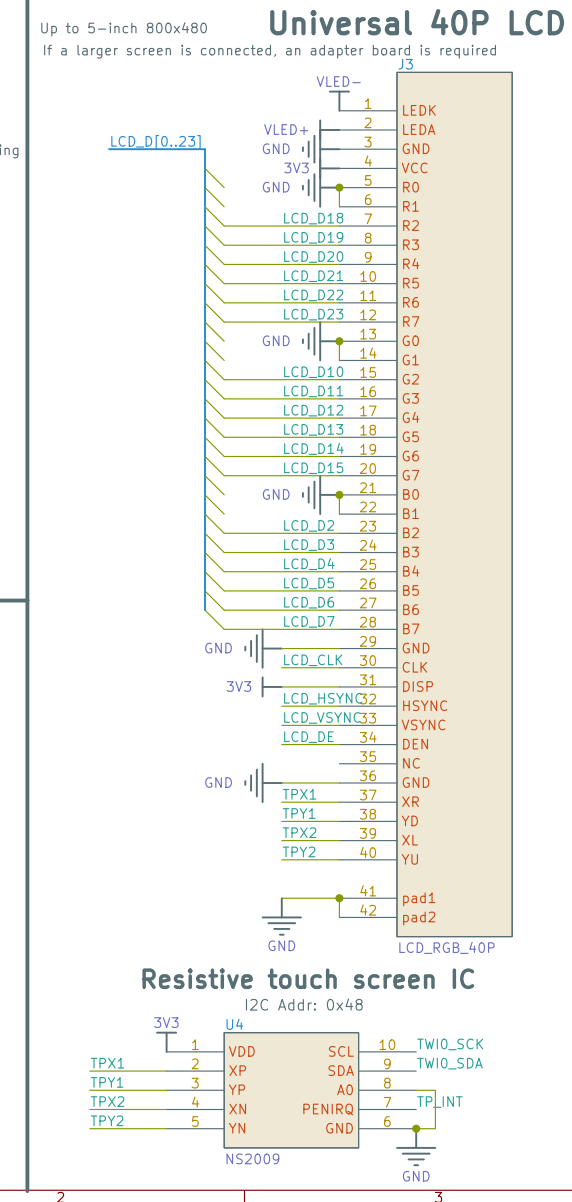 Universal 40P LCD
Up to 5-inch 800x480
If a larger screen is connected, an adapter board is required
J3
VLED-
1 LEDK
VLED+ 2 LEDA
ing
LCD_D[0..23]
GND 3 GND
3V3 4 VCC
GND 5 R0
6 R1
LCD_D18 7 R2
LCD_D19 8 R3
LCD_D20 9 R4
LCD_D21 10 R5
LCD_D22 11 R6
LCD_D23 12 R7
GND 13 G0
14 G1
LCD_D10 15 G2
LCD_D11 16 G3
LCD_D12 17 G4
LCD_D13 18 G5
LCD_D14 19 G6
LCD_D15 20 G7
GND 21 B0
22 B1
LCD_D2 23 B2
LCD_D3 24 B3
LCD_D4 25 B4
LCD_D5 26 B5
LCD_D6 27 B6
LCD_D7 28 B7
GND 29 GND
LCD_CLK 30 CLK
3V3 31 DISP
LCD_HSYNC 32 HSYNC
LCD_VSYNC 33 VSYNC
LCD_DE 34 DEN
35 NC
GND 36 GND
TPX1 37 XR
TPY1 38 YD
TPX2 39 XL
TPY2 40 YU
41 pad1
42 pad2
GND
LCD_RGB_40P
Resistive touch screen IC
I2C Addr: 0x48
3V3
U4
1 VDD SCL 10 TWI0_SCK
TPX1 2 XP SDA 9 TWI0_SDA
TPY1 3 YP A0 8
TPX2 4 XN PENIRQ 7 TP_INT
TPY2 5 YN GND 6
NS2009
GND
2 3